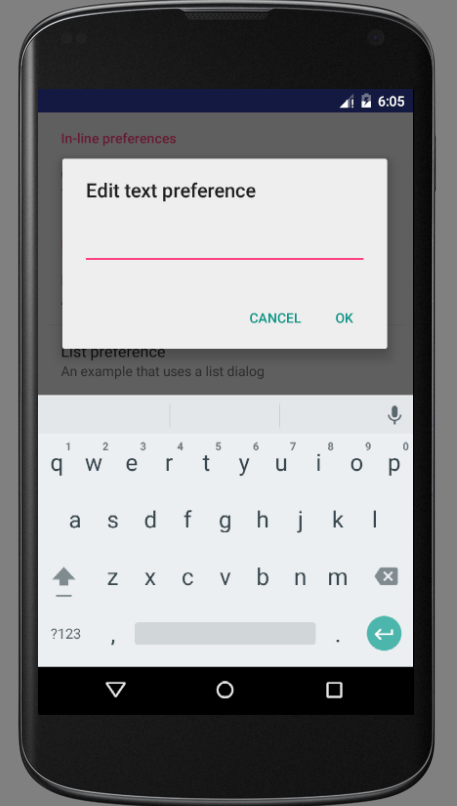 6:05
In-line preferences
Edit text preference
CANCEL OK
List preference
An example that uses a list dialog
1 2 3 4 5 6 7 8 9 0
q w e r t y u i o p
a s d f g h j k l
z x c v b n m
?123 , .